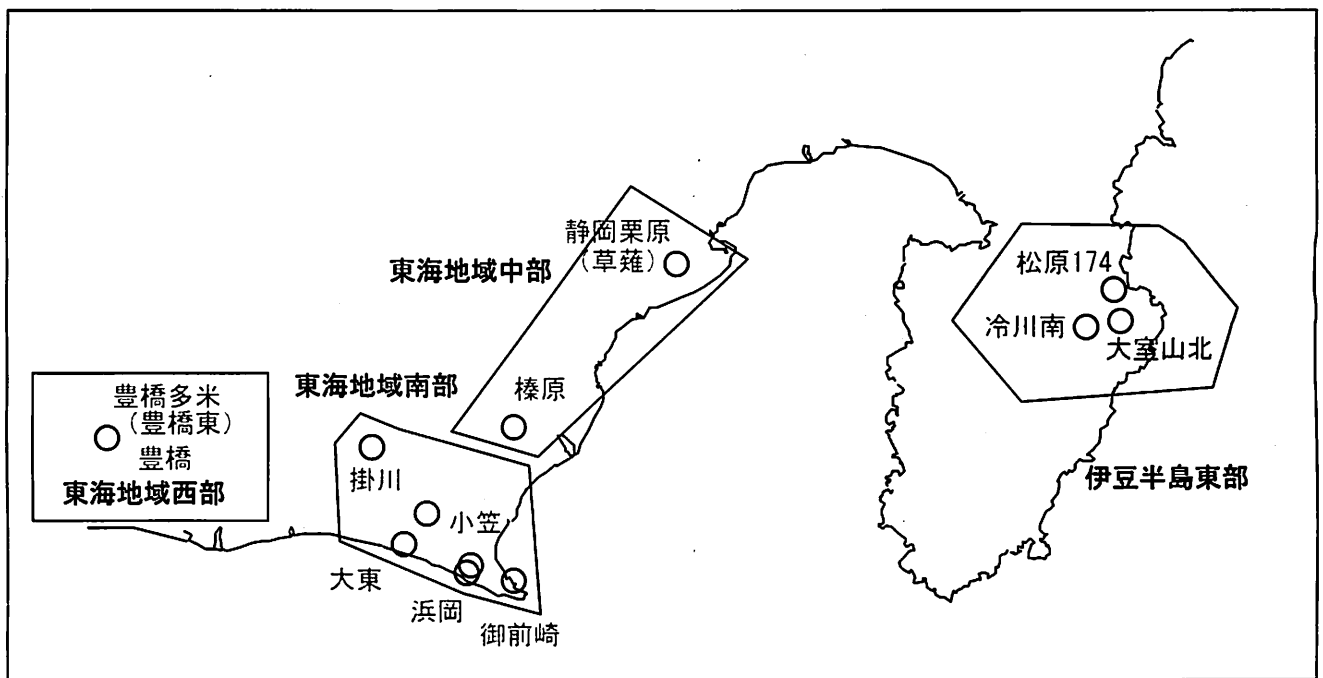 静岡栗原
(草薙)
東海地域中部
松原174
冷川南
大室山北
東海地域南部
榛原
豊橋多米
(豊橋東)
豊橋
東海地域西部
掛川
伊豆半島東部
小笠
大東
浜岡
御前崎